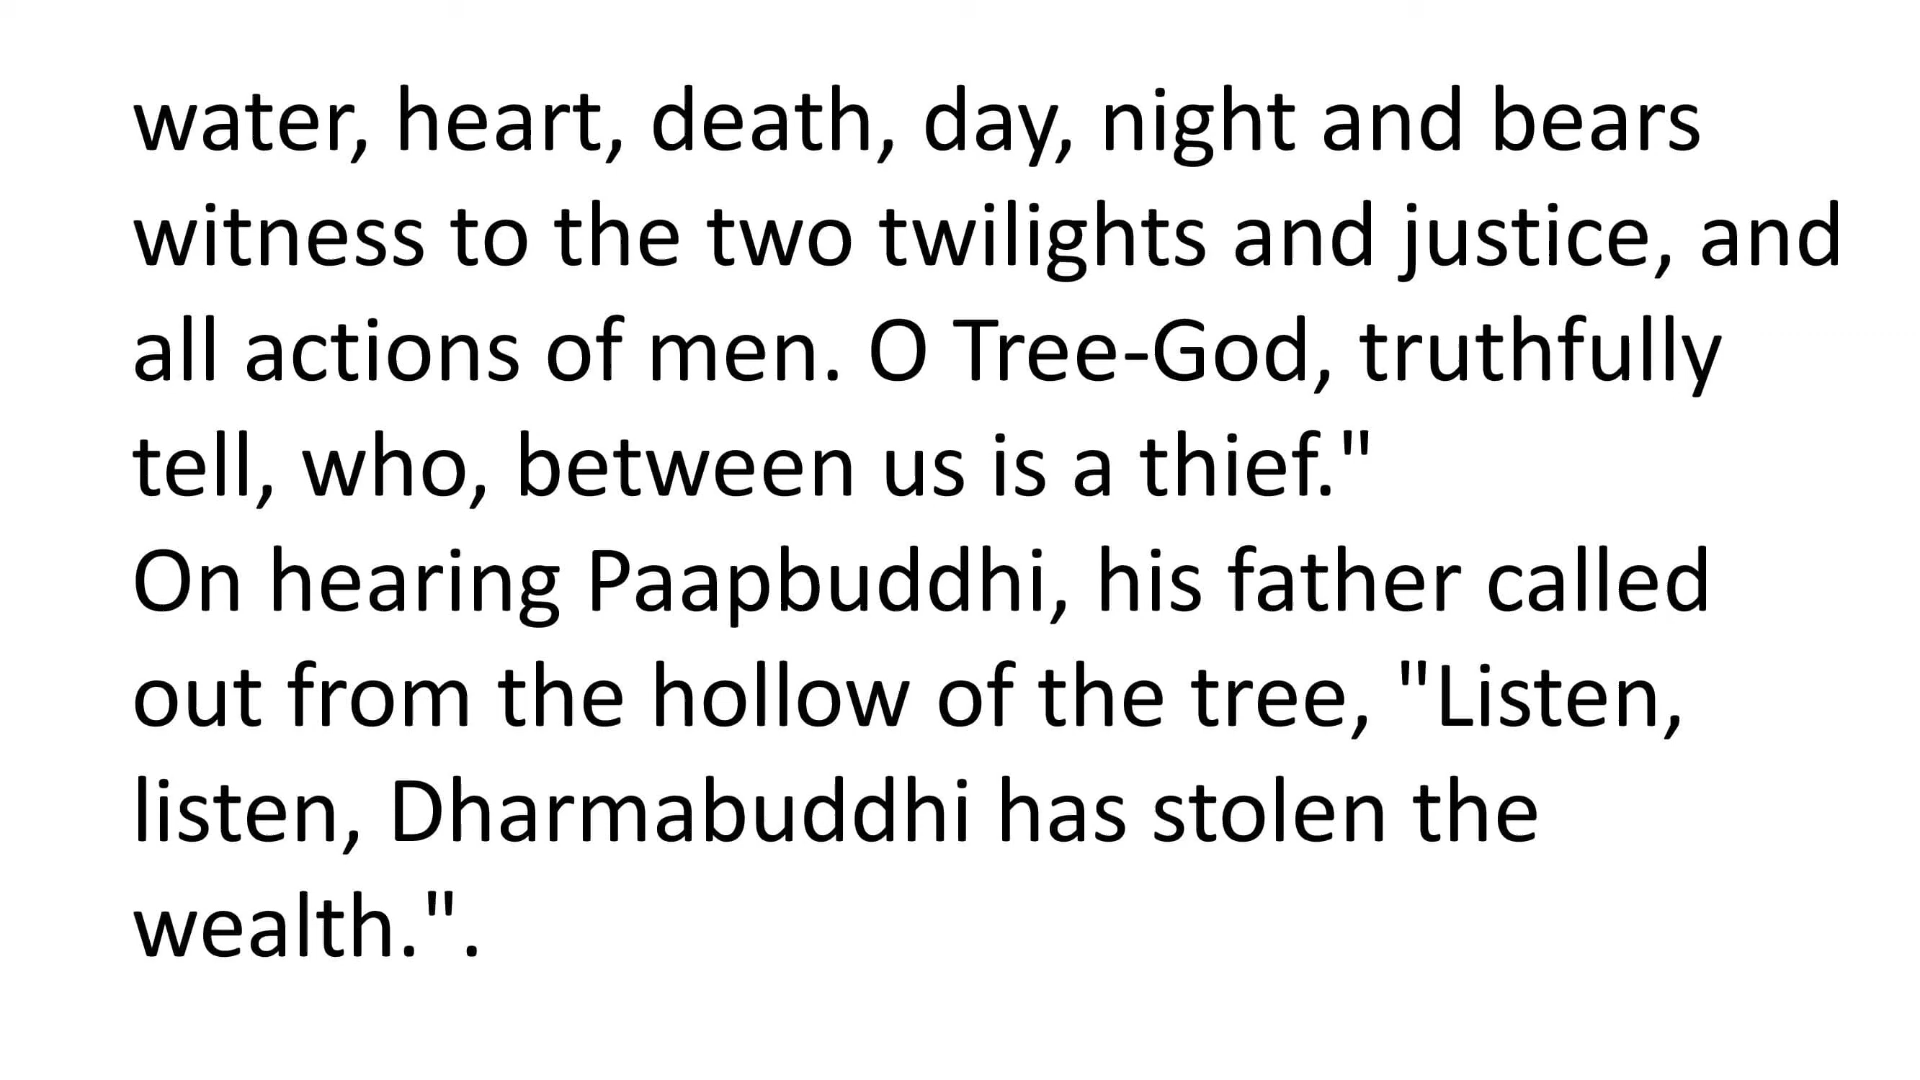 water, heart, death, day, night and bears
witness to the two twilights and justice, and
all actions of men. O Tree-God, truthfully
tell, who, between us is a thief."
On hearing Paapbuddhi, his father called
out from the hollow of the tree, "Listen,
listen, Dharmabuddhi has stolen the
wealth.".